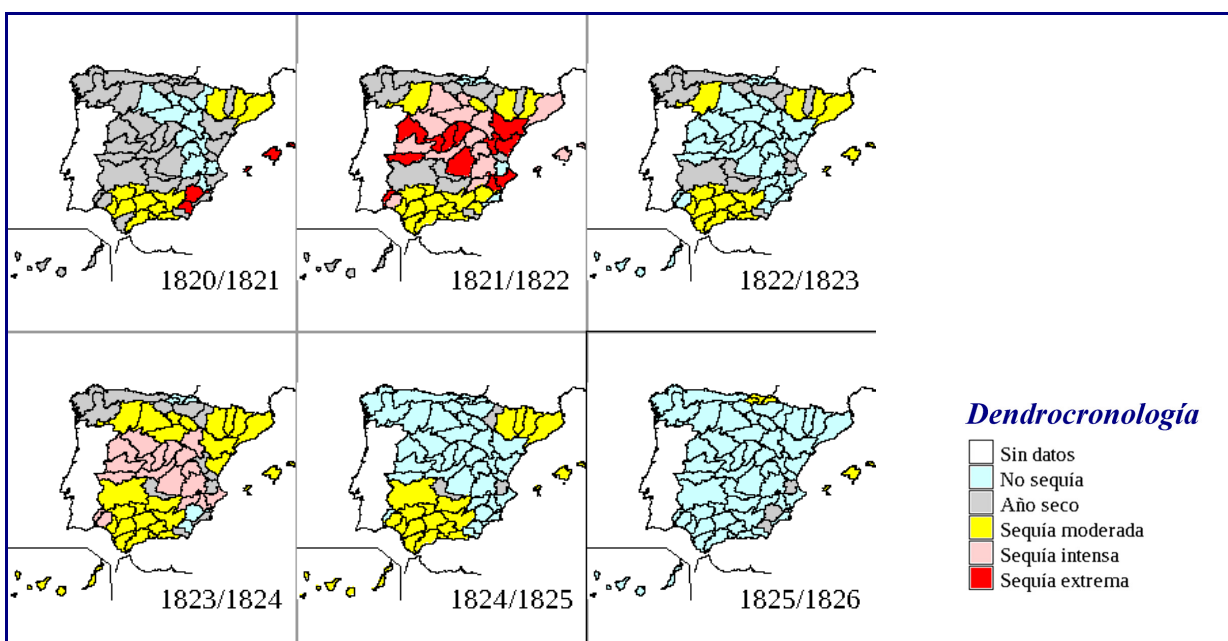 1820/1821
1821/1822
1822/1823
1823/1824
1824/1825
1825/1826
Dendrocronología
Sin datos
No sequía
Año seco
Sequía moderada
Sequía intensa
Sequía extrema